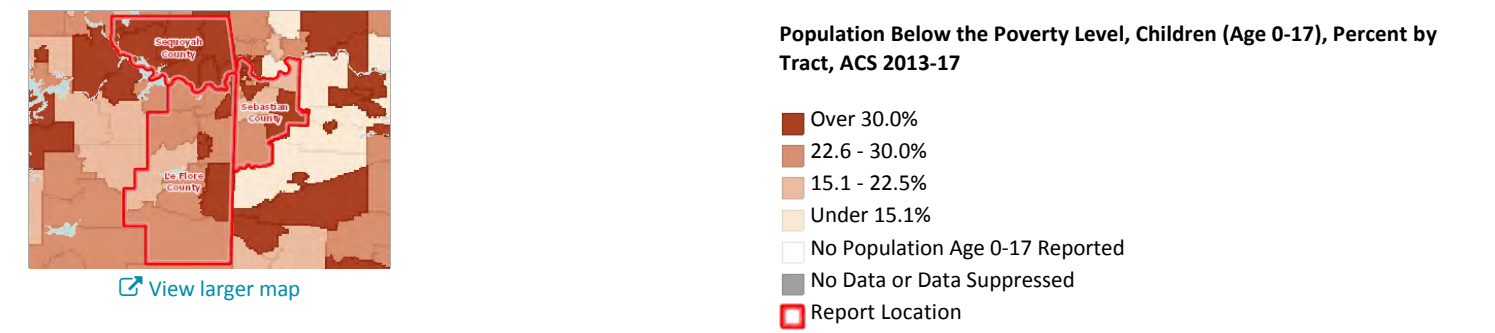 Sequoyah
County
Sebastian
County
Le Flore
County
View larger map
Population Below the Poverty Level, Children (Age 0-17), Percent by
Tract, ACS 2013-17
Over 30.0%
22.6 - 30.0%
15.1 - 22.5%
Under 15.1%
No Population Age 0-17 Reported
No Data or Data Suppressed
Report Location